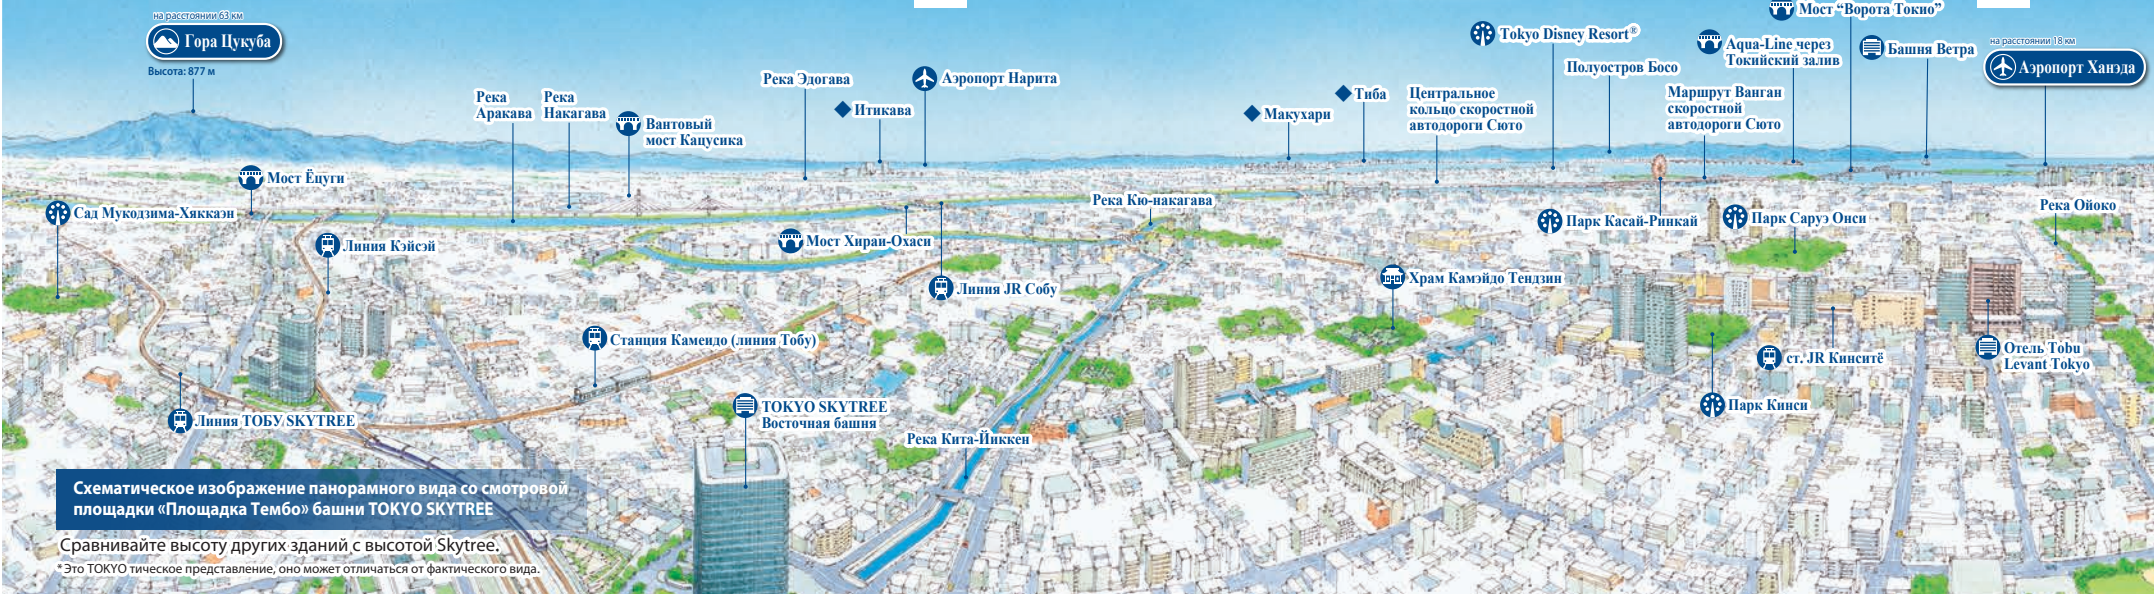 на расстоянии 63 км
Гора Цукуба
Высота: 877 м
Мост Ёцуги
Сад Мукодзима-Хяккаэн
Линия Кэйсэй
Линия ТОБУ SKYTREE
Река
Аракава
Река
Накагава
Вантовый
мост Кацусика
Река Эдогава
Итикава
Аэропорт Нарита
Мост Хираи-Охаси
Линия JR Собу
Станция Камеидо (линия Тобу)
TOKYO SKYTREE
Восточная башня
Река Кита-Йиккен
Река Кю-накагава
Макухари
Тиба
Храм Камэйдо Тендзин
Центральное
кольцо скоростной
автодороги Сюто
Tokyo Disney Resort®
Полуостров Босо
Парк Касай-Ринкай
Маршрут Ванган
скоростной
автодороги Сюто
Aqua-Line через
Токийский залив
Мост “Ворота Токио”
Башня Ветра
на расстоянии 18 км
Аэропорт Ханэда
Парк Саруэ Онси
Река Ойоко
ст. JR Кинситё
Отель Tobu
Levant Tokyo
Парк Кинси
Схематическое изображение панорамного вида со смотровой
площадки «Площадка Тембо» башни TOKYO SKYTREE
Сравнивайте высоту других зданий с высотой Skytree.
*Это TOKYO тическое представление, оно может отличаться от фактического вида.